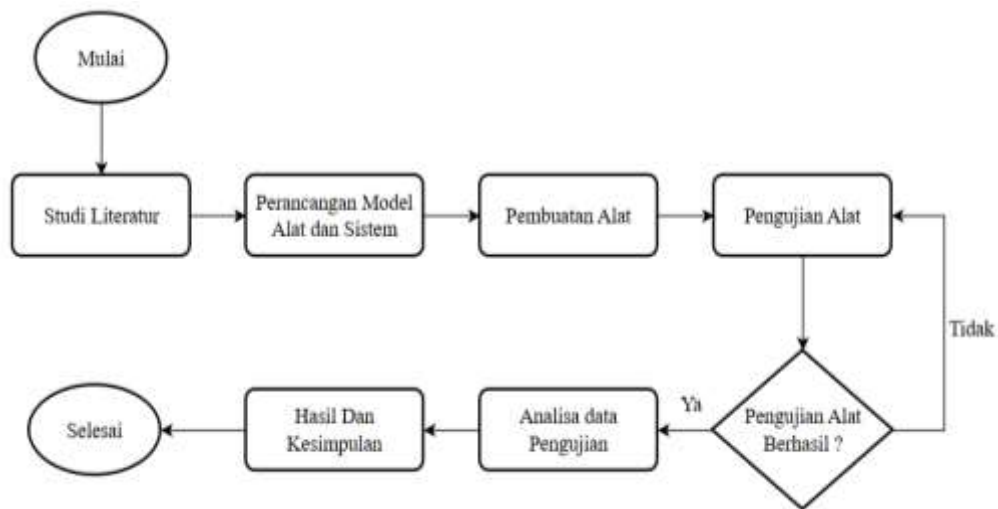 Mulai
Studi Literatur
Perancangan Model
Alat dan Sistem
Pembuatan Alat
Pengujian Alat
Tidak
Pengujian Alat
Berhasil ?
Ya
Analisa data
Pengujian
Hasil Dan
Kesimpulan
Selesai